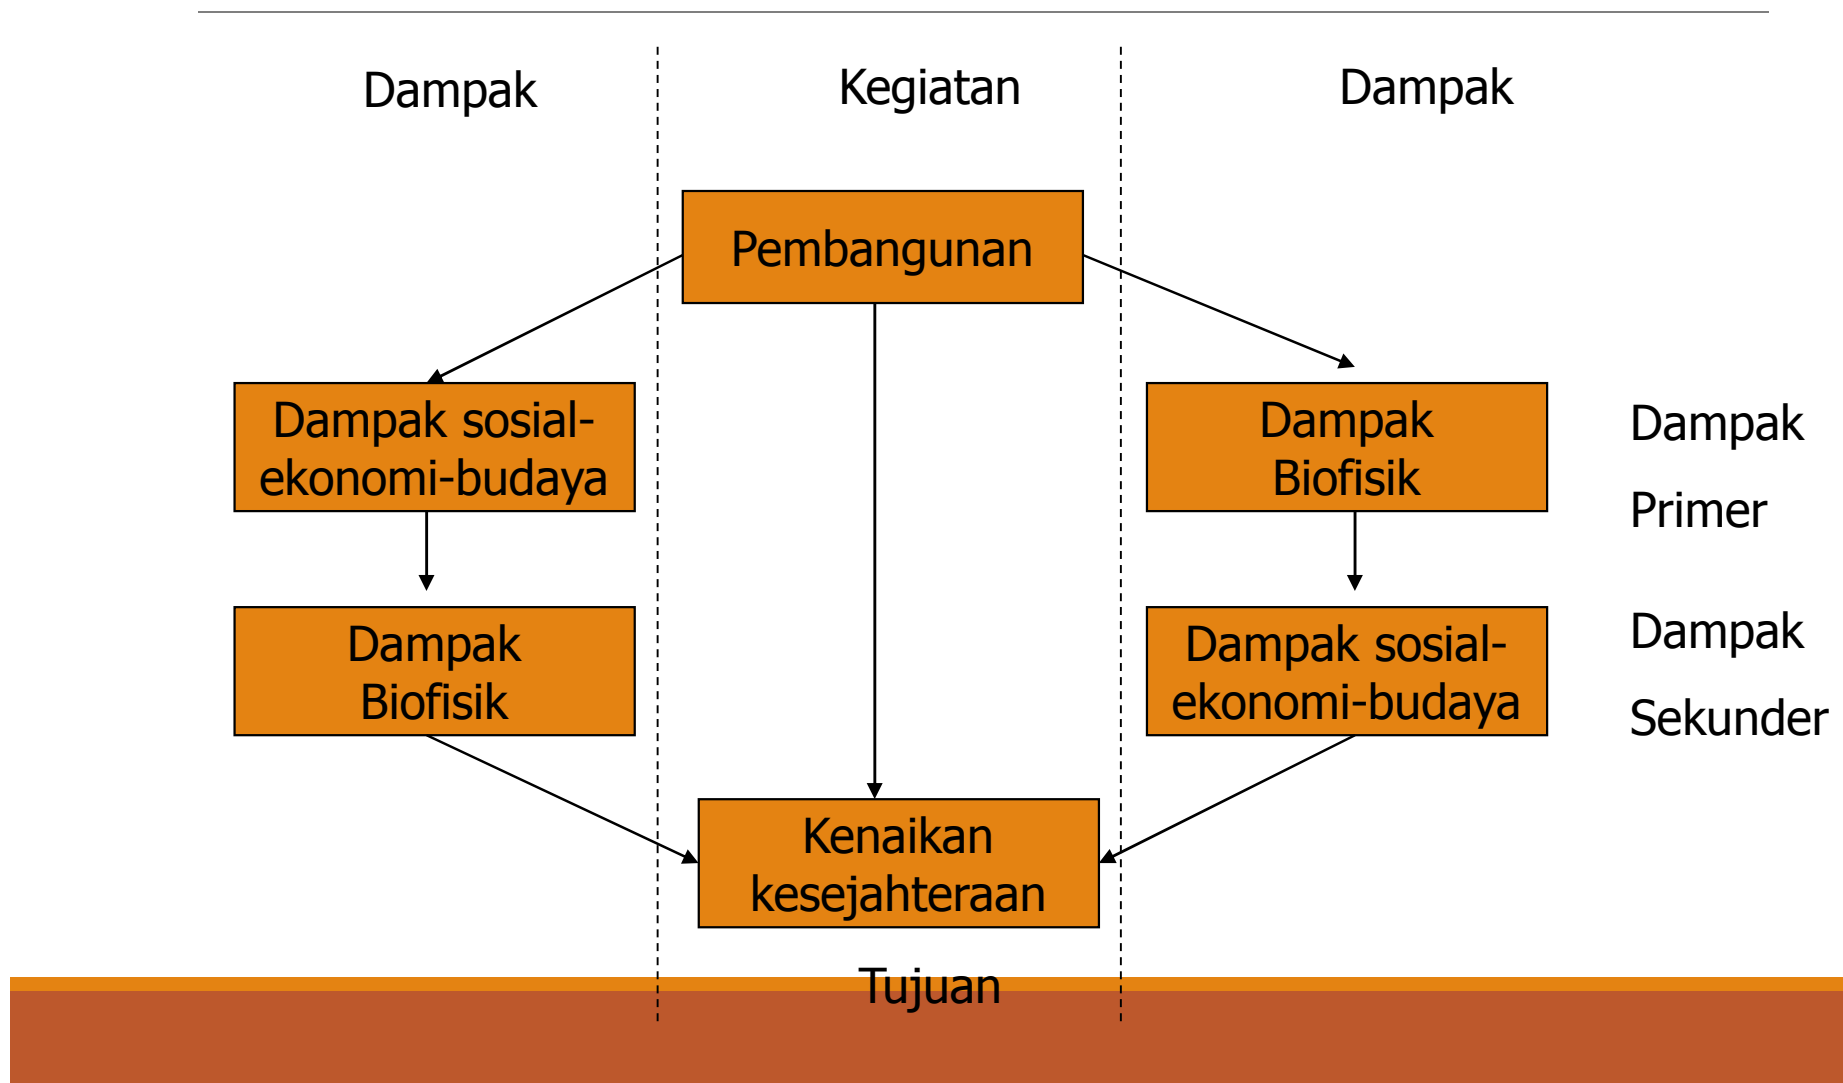 Dampak
Kegiatan
Dampak
Pembangunan
Dampak sosial-
ekonomi-budaya
Dampak
Biofisik
Dampak
Primer
Dampak
Biofisik
Dampak sosial-
ekonomi-budaya
Dampak
Sekunder
Kenaikan
kesejahteraan
Tujuan